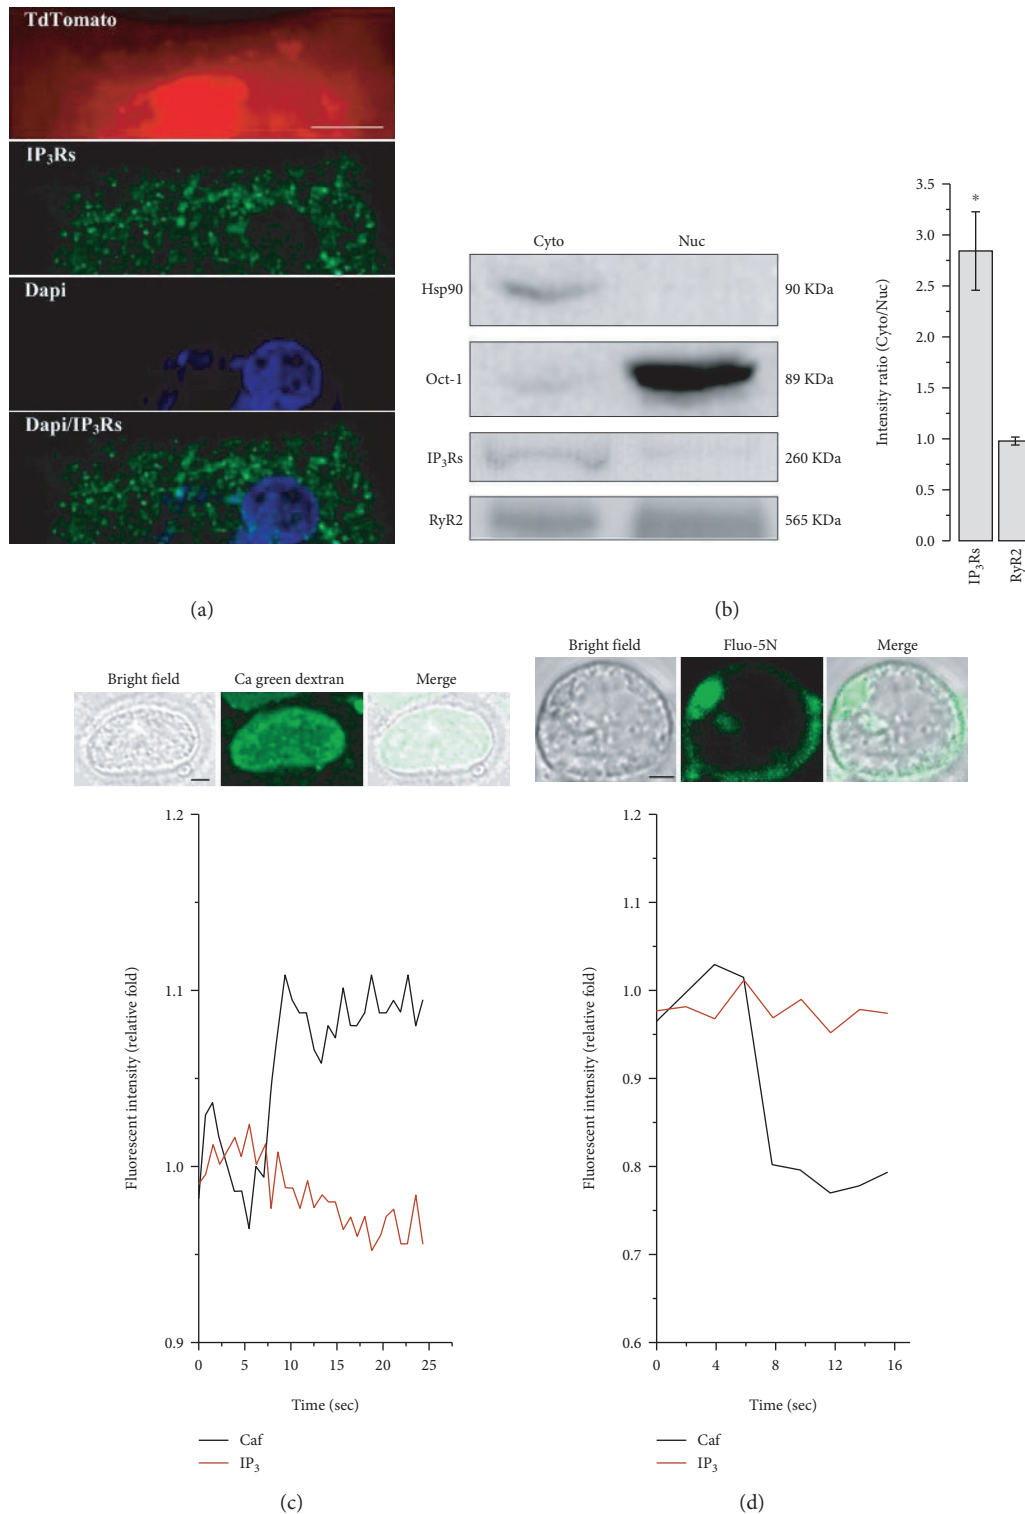 TdTomato
IP₃Rs
Dapi
Dapi/IP₃Rs
(a)
Cyto Nuc
Hsp90 90 KDa
Oct-1 89 KDa
IP₃Rs 260 KDa
RyR2 565 KDa
Intensity ratio (Cyto/Nuc)
3.5
3.0
2.5
2.0
1.5
1.0
0.5
0.0
*
IP₃Rs
RyR2
(b)
Bright field Ca green dextran Merge
Fluorescent intensity (relative fold)
1.2
1.1
1.0
0.9
0 5 10 15 20 25
Time (sec)
Caf
IP₃
(c)
Bright field Fluo-5N Merge
Fluorescent intensity (relative fold)
1.2
1.1
1.0
0.9
0.8
0.7
0.6
0 4 8 12 16
Time (sec)
Caf
IP₃
(d)